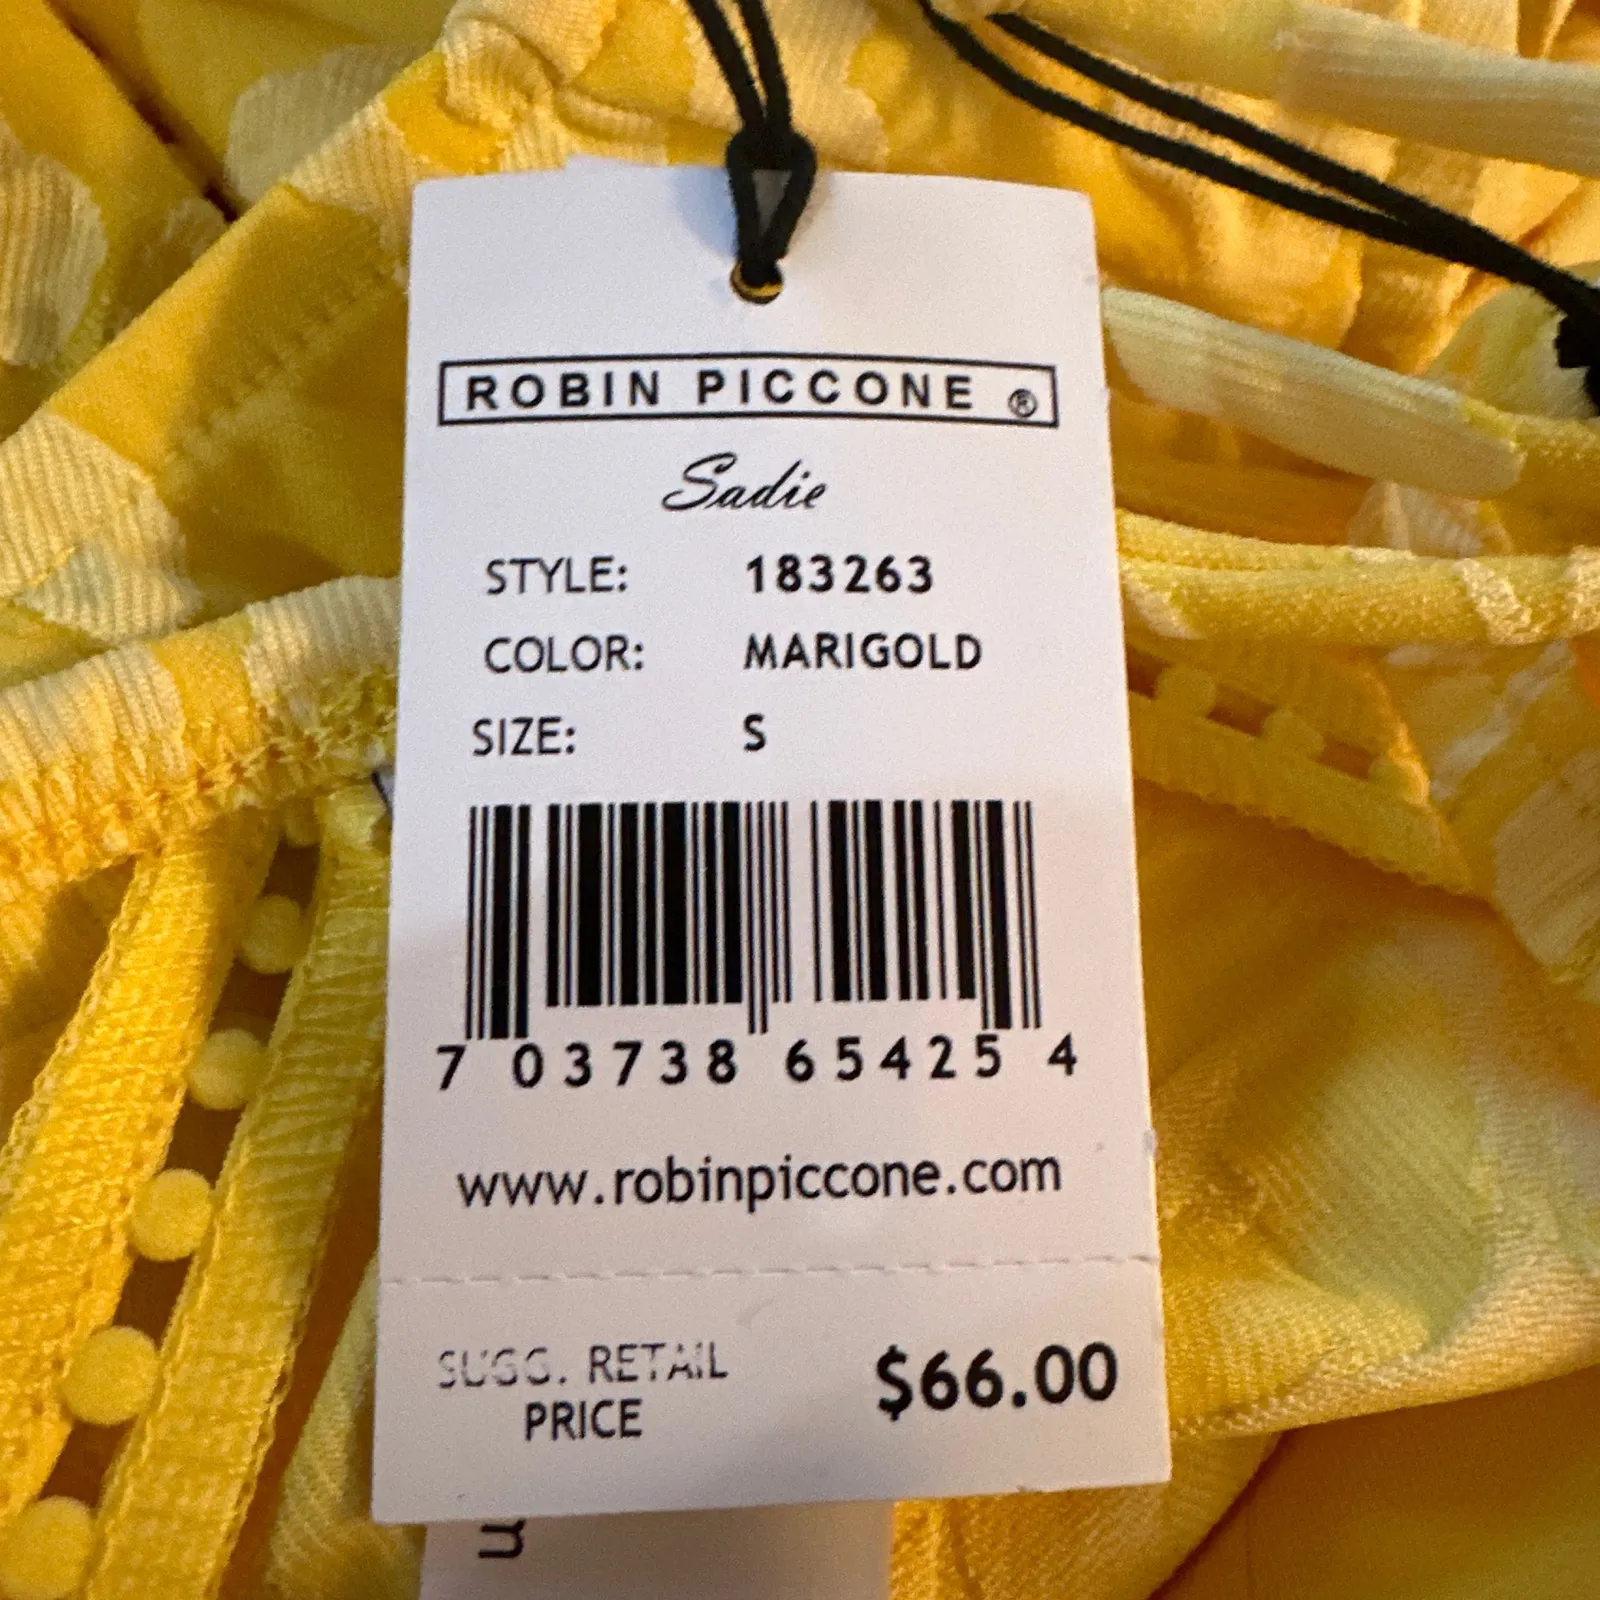 ROBIN PICCONE ®
Sadie
STYLE: 183263
COLOR: MARIGOLD
SIZE: S
7 03738 65425 4
www.robinpiccone.com
SUGG. RETAIL
PRICE $66.00